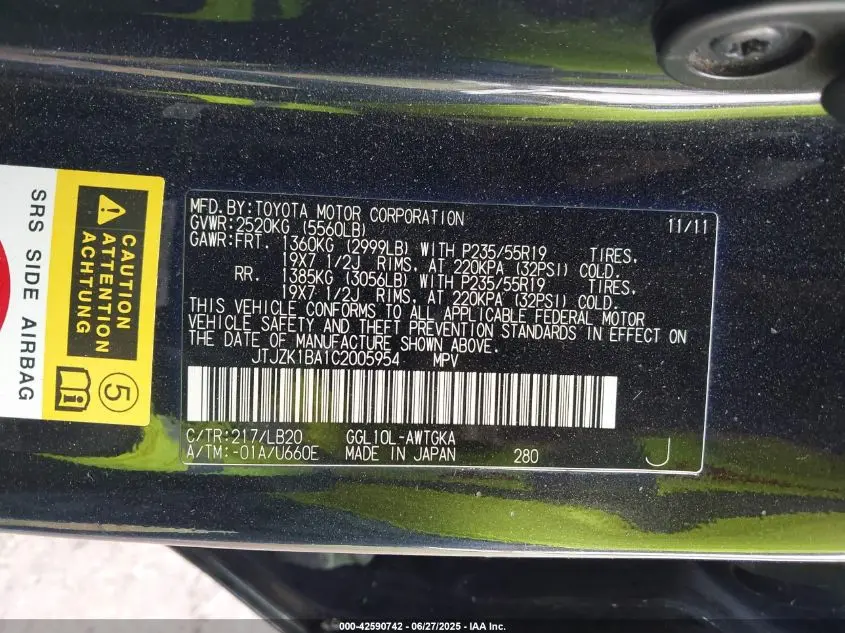 SRS SIDE AIRBAG
CAUTION
ATTENTION
ACHTUNG
5
MFD.BY:TOYOTA MOTOR CORPORATION 11/11
GVWR:2520KG (5560LB)
GAWR:FRT. 1360KG (2999LB) WITH P235/55R19 TIRES,
19X7 1/2J RIMS, AT 220KPA (32PSI) COLD.
RR. 1385KG (3056LB) WITH P235/55R19 TIRES,
19X7 1/2J RIMS, AT 220KPA (32PSI) COLD.
THIS VEHICLE CONFORMS TO ALL APPLICABLE FEDERAL MOTOR
VEHICLE SAFETY AND THEFT PREVENTION STANDARDS IN EFFECT ON
THE DATE OF MANUFACTURE SHOWN ABOVE.
JTJZK1BA1C2005954 MPV
C/TR:217/LB20 GGL10L-AWTGKA
A/TM:-01A/U660E MADE IN JAPAN 280 J
000-42590742 - 06/27/2025 - IAA Inc.